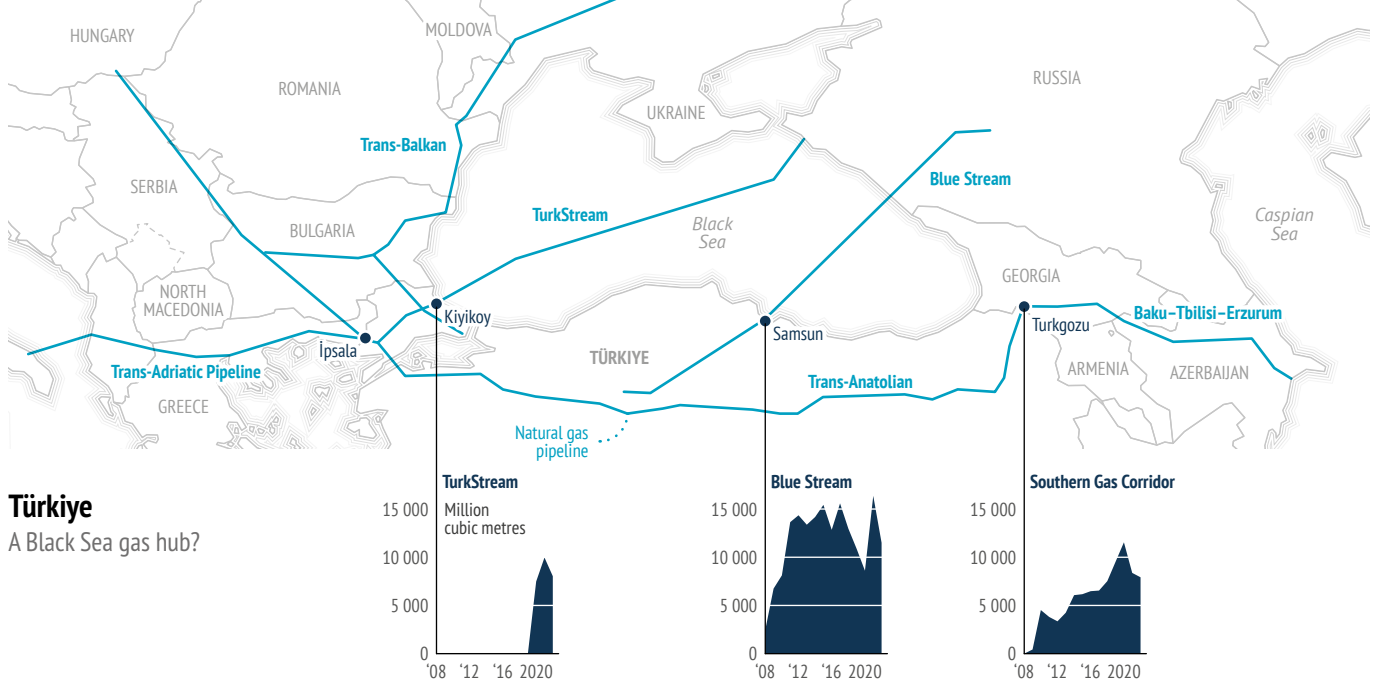 HUNGARY
MOLDOVA
ROMANIA
RUSSIA
UKRAINE
Trans-Balkan
SERBIA
Blue Stream
TurkStream
Black
Sea
Caspian
Sea
BULGARIA
GEORGIA
NORTH
MACEDONIA
Kiyikoy
Baku–Tbilisi–Erzurum
Turkgozu
Samsun
İpsala
TÜRKİYE
Trans-Adriatic Pipeline
ARMENIA
AZERBAIJAN
Trans-Anatolian
GREECE
Natural gas
pipeline
Türkiye
A Black Sea gas hub?
TurkStream
Million
cubic metres
15 000
10 000
5 000
0
‘08 ‘12 ‘16 2020
Blue Stream
15 000
10 000
5 000
0
‘08 ‘12 ‘16 2020
Southern Gas Corridor
15 000
10 000
5 000
0
‘08 ‘12 ‘16 2020